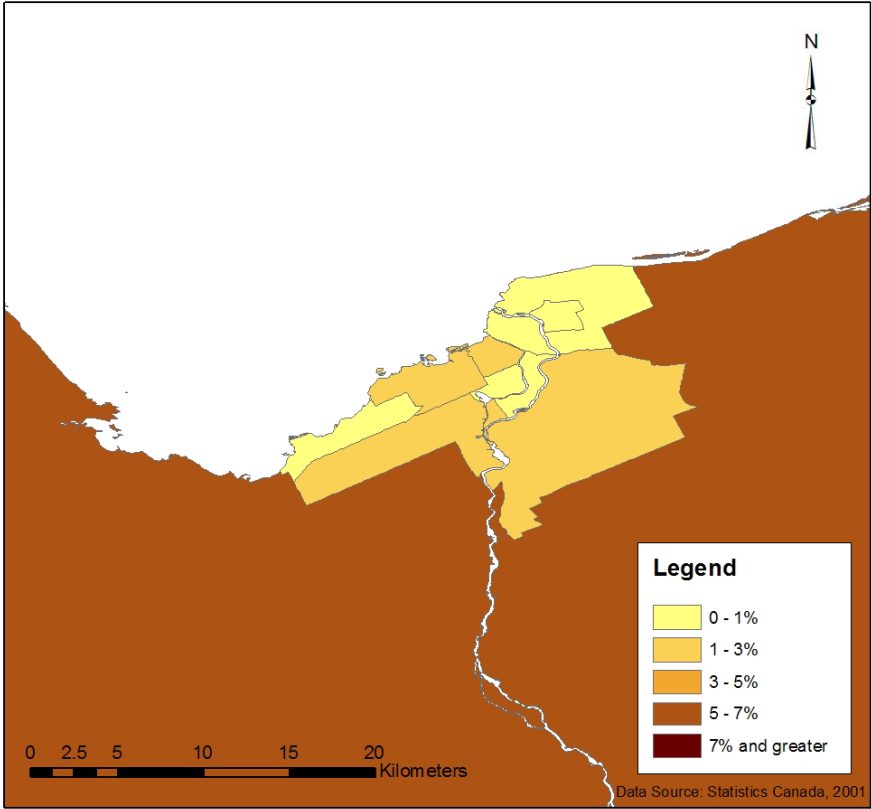 N
Legend
0 - 1%
1 - 3%
3 - 5%
5 - 7%
7% and greater
0 2.5 5 10 15 20
Kilometers
Data Source: Statistics Canada, 2001